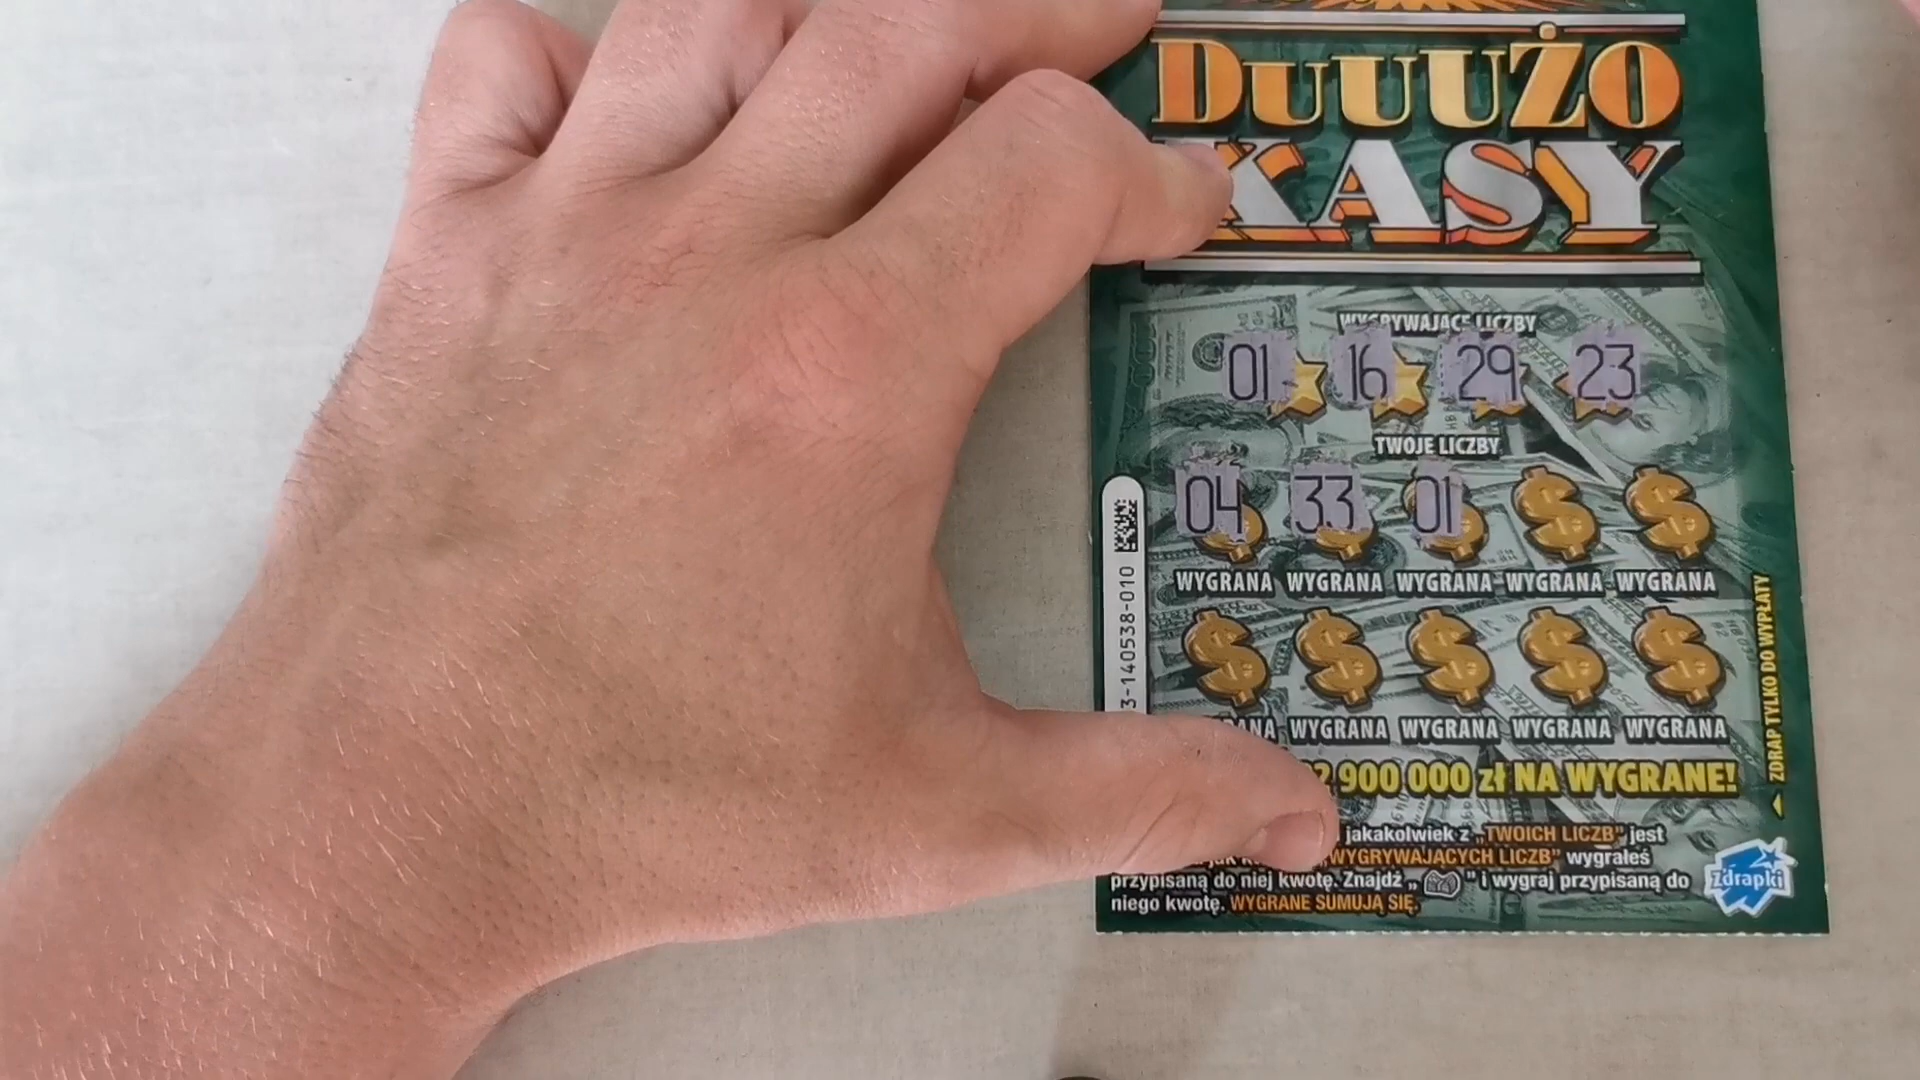 DUUUŻO
KASY
WYGRYWAJĄCE LICZBY
01 16 29 23
TWOJE LICZBY
04 33 01
WYGRANA WYGRANA WYGRANA WYGRANA WYGRANA
WYGRANA WYGRANA WYGRANA WYGRANA
900 000 zł NA WYGRANE!
jakakolwiek z „TWOICH LICZB” jest
„WYGRYWAJĄCYCH LICZB” wygrałeś
przypisaną do niej kwotę. Znajdź „ ” i wygraj przypisaną do
niego kwotę. WYGRANE SUMUJĄ SIĘ.
Zdrapki
3-140538-010
ZDRAP TYLKO DO WYPŁATY